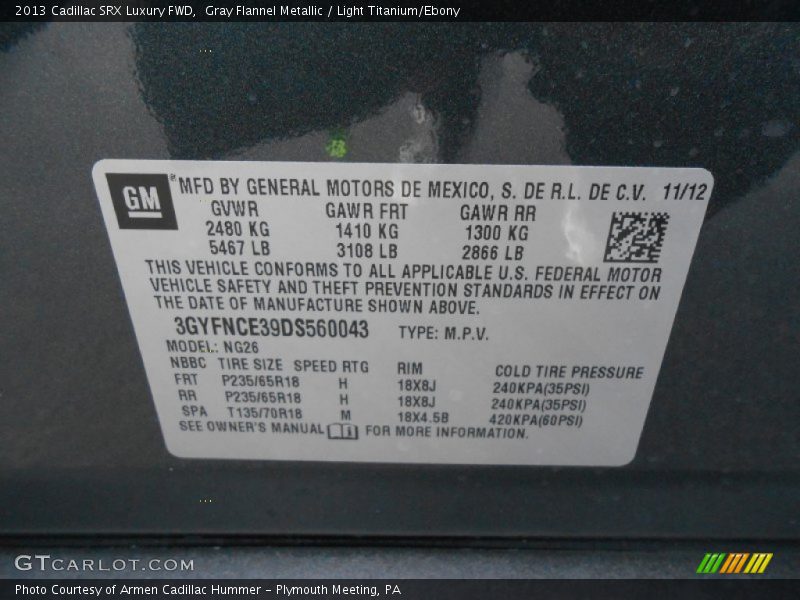 2013 Cadillac SRX Luxury FWD,  Gray Flannel Metallic / Light Titanium/Ebony
GM® MFD BY GENERAL MOTORS DE MEXICO, S. DE R.L. DE C.V. 11/12
GVWR GAWR FRT GAWR RR
2480 KG 1410 KG 1300 KG
5467 LB 3108 LB 2866 LB
THIS VEHICLE CONFORMS TO ALL APPLICABLE U.S. FEDERAL MOTOR
VEHICLE SAFETY AND THEFT PREVENTION STANDARDS IN EFFECT ON
THE DATE OF MANUFACTURE SHOWN ABOVE.
3GYFNCE39DS560043 TYPE: M.P.V.
MODEL: NG26
NBBC TIRE SIZE SPEED RTG RIM COLD TIRE PRESSURE
FRT P235/65R18 H 18X8J 240KPA(35PSI)
RR P235/65R18 H 18X8J 240KPA(35PSI)
SPA T135/70R18 M 18X4.5B 420KPA(60PSI)
SEE OWNER'S MANUAL FOR MORE INFORMATION.
GTCARLOT.COM
Photo Courtesy of Armen Cadillac Hummer - Plymouth Meeting, PA